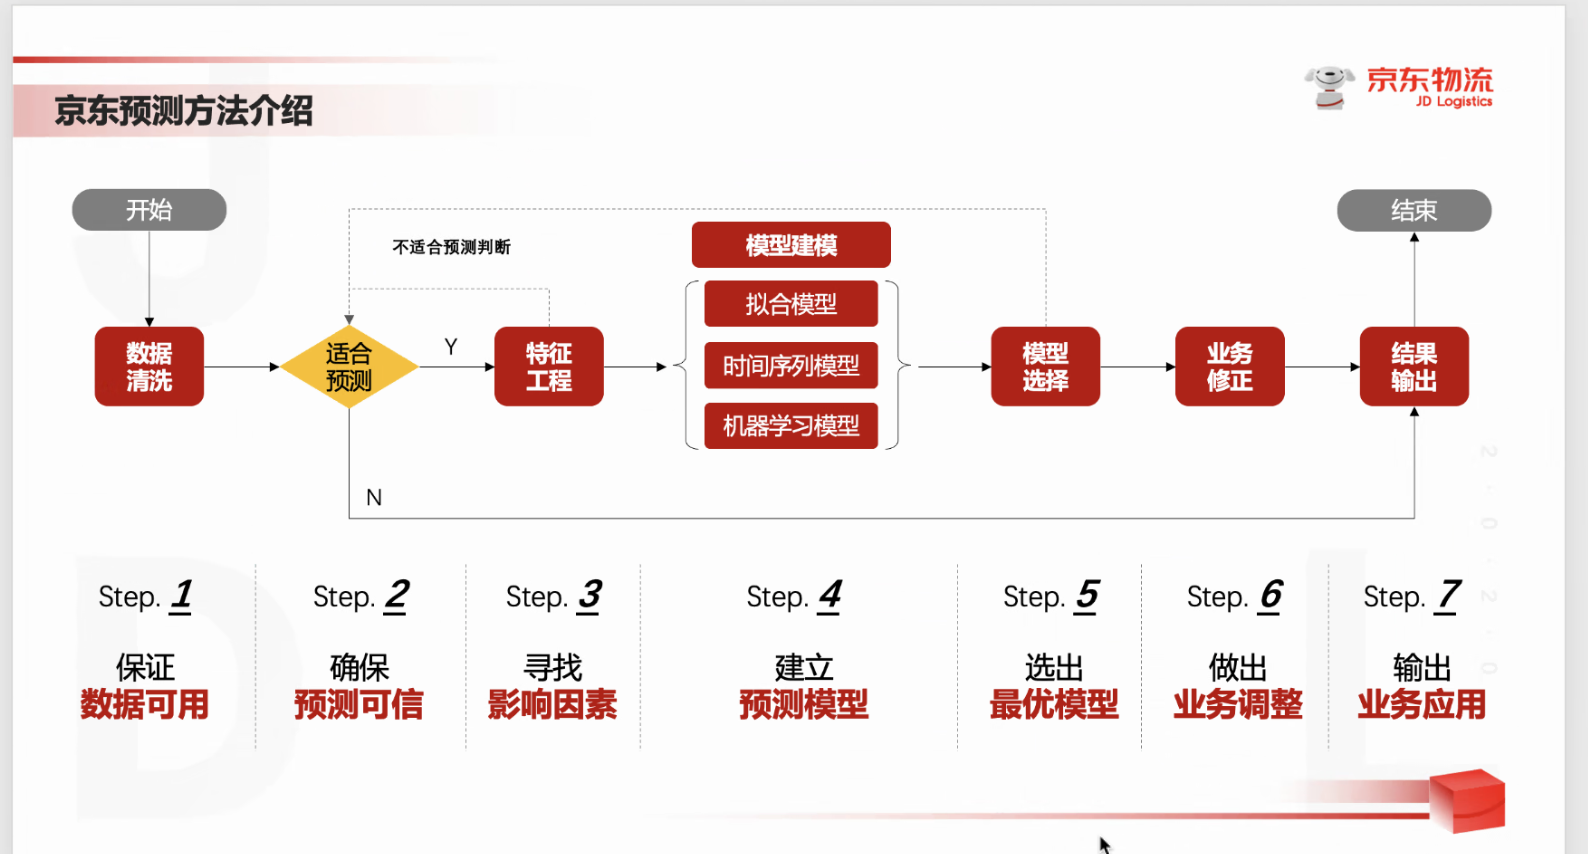 京东预测方法介绍
京东物流
JD Logistics
开始
结束
不适合预测判断
模型建模
拟合模型
时间序列模型
机器学习模型
数据
清洗
适合
预测
Y
特征
工程
模型
选择
业务
修正
结果
输出
N
Step. 1
保证
数据可用
Step. 2
确保
预测可信
Step. 3
寻找
影响因素
Step. 4
建立
预测模型
Step. 5
选出
最优模型
Step. 6
做出
业务调整
Step. 7
输出
业务应用
J
D
L